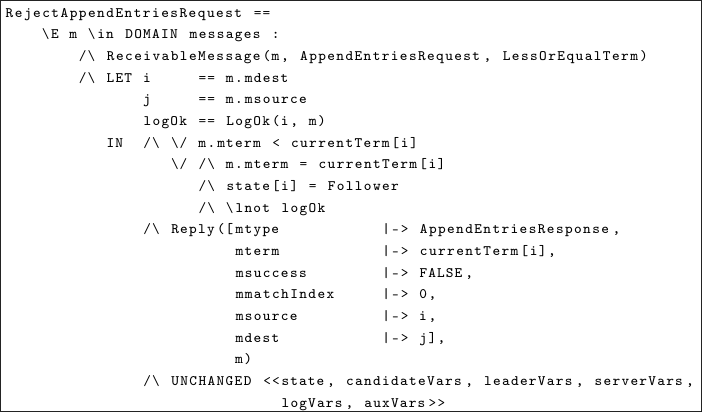 RejectAppendEntriesRequest ==
    \E m \in DOMAIN messages :
        /\ ReceivableMessage(m, AppendEntriesRequest, LessOrEqualTerm)
        /\ LET i     == m.mdest
               j     == m.msource
               logOk == LogOk(i, m)
           IN  /\ \/ m.mterm < currentTerm[i]
                  \/ /\ m.mterm = currentTerm[i]
                     /\ state[i] = Follower
                     /\ \lnot logOk
               /\ Reply([mtype           |-> AppendEntriesResponse,
                         mterm           |-> currentTerm[i],
                         msuccess        |-> FALSE,
                         mmatchIndex     |-> 0,
                         msource         |-> i,
                         mdest           |-> j],
                         m)
               /\ UNCHANGED <<state, candidateVars, leaderVars, serverVars,
                              logVars, auxVars>>